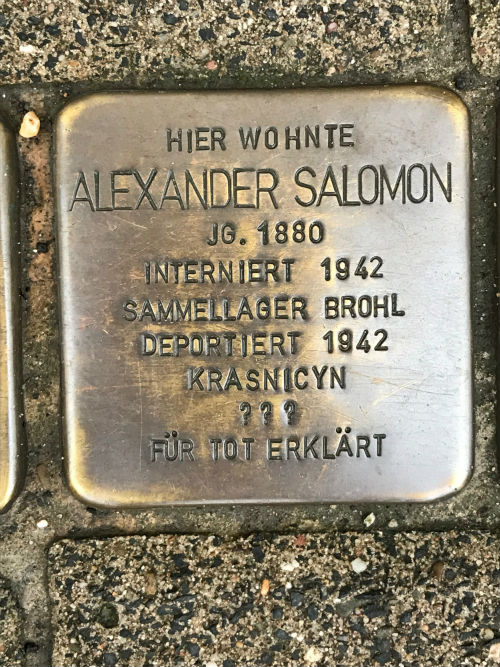 HIER WOHNTE
ALEXANDER SALOMON
JG. 1880
INTERNIERT 1942
SAMMELLAGER BROHL
DEPORTIERT 1942
KRASNICYN
???
FÜR TOT ERKLÄRT